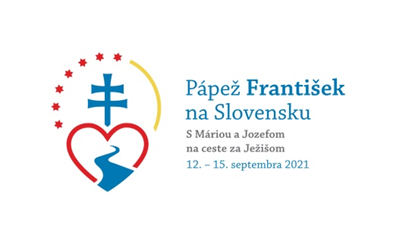 Pápež František
na Slovensku
S Máriou a Jozefom
na ceste za Ježišom
12. – 15. septembra 2021